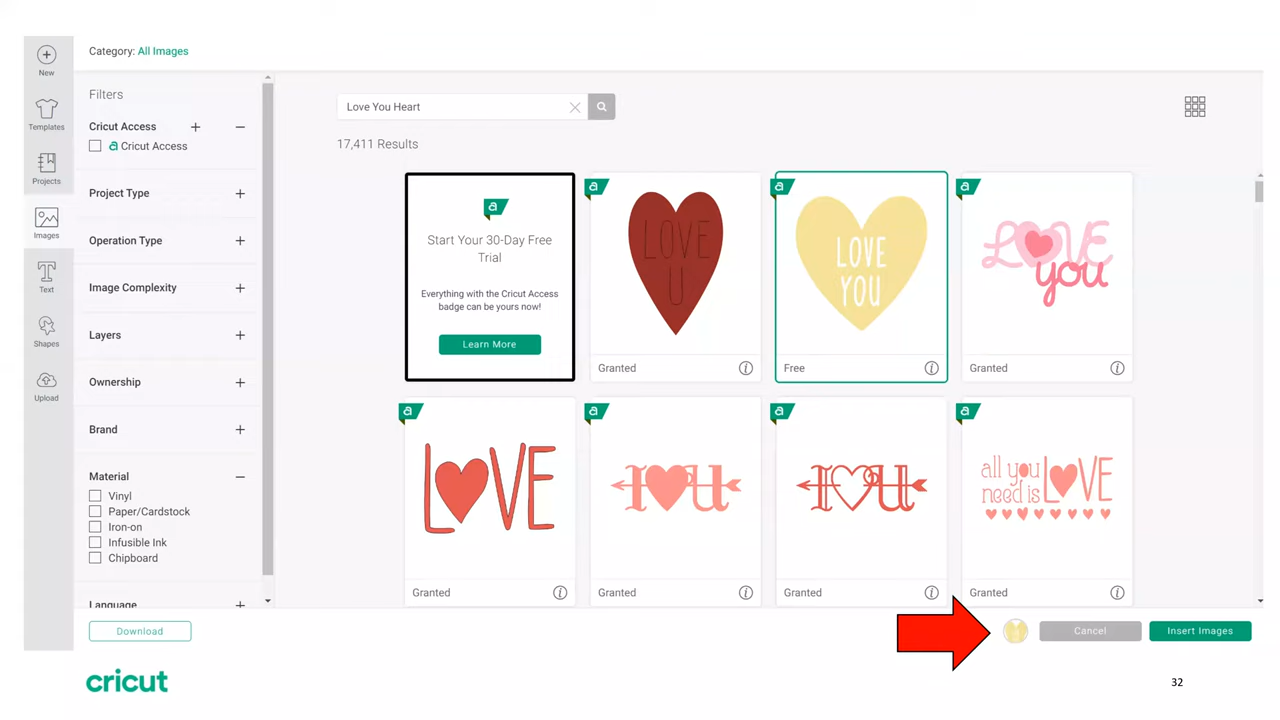 Category: All Images
New
Templates
Projects
Images
Text
Shapes
Upload
Filters
Cricut Access
a Cricut Access
Project Type
Operation Type
Image Complexity
Layers
Ownership
Brand
Material
Vinyl
Paper/Cardstock
Iron-on
Infusible Ink
Chipboard
Language
Download
Love You Heart
17,411 Results
a
Start Your 30-Day Free
Trial
Everything with the Cricut Access
badge can be yours now!
Learn More
a
LOVE
U
Granted
a
LOVE
YOU
Free
a
LOVE
you
Granted
a
LOVE
Granted
a
I U
Granted
a
I U
Granted
a
all you
need is LOVE
Granted
Cancel
Insert Images
cricut
32